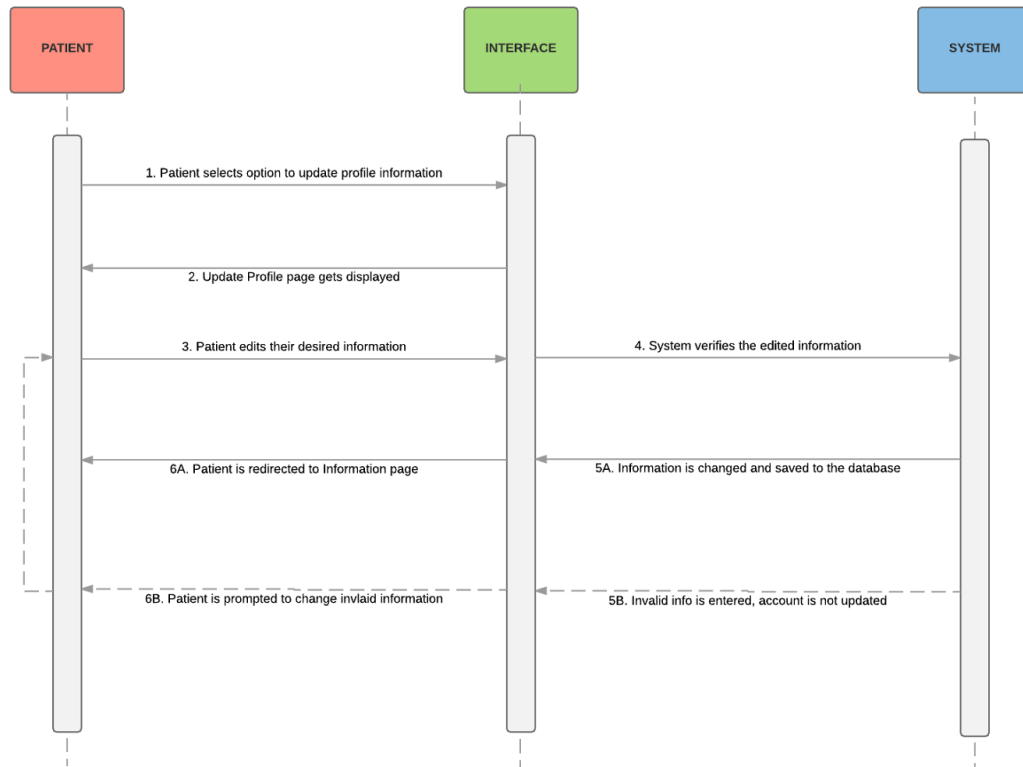 PATIENT
INTERFACE
SYSTEM
1. Patient selects option to update profile information
2. Update Profile page gets displayed
3. Patient edits their desired information
4. System verifies the edited information
6A. Patient is redirected to Information page
5A. Information is changed and saved to the database
6B. Patient is prompted to change invlaid information
5B. Invalid info is entered, account is not updated